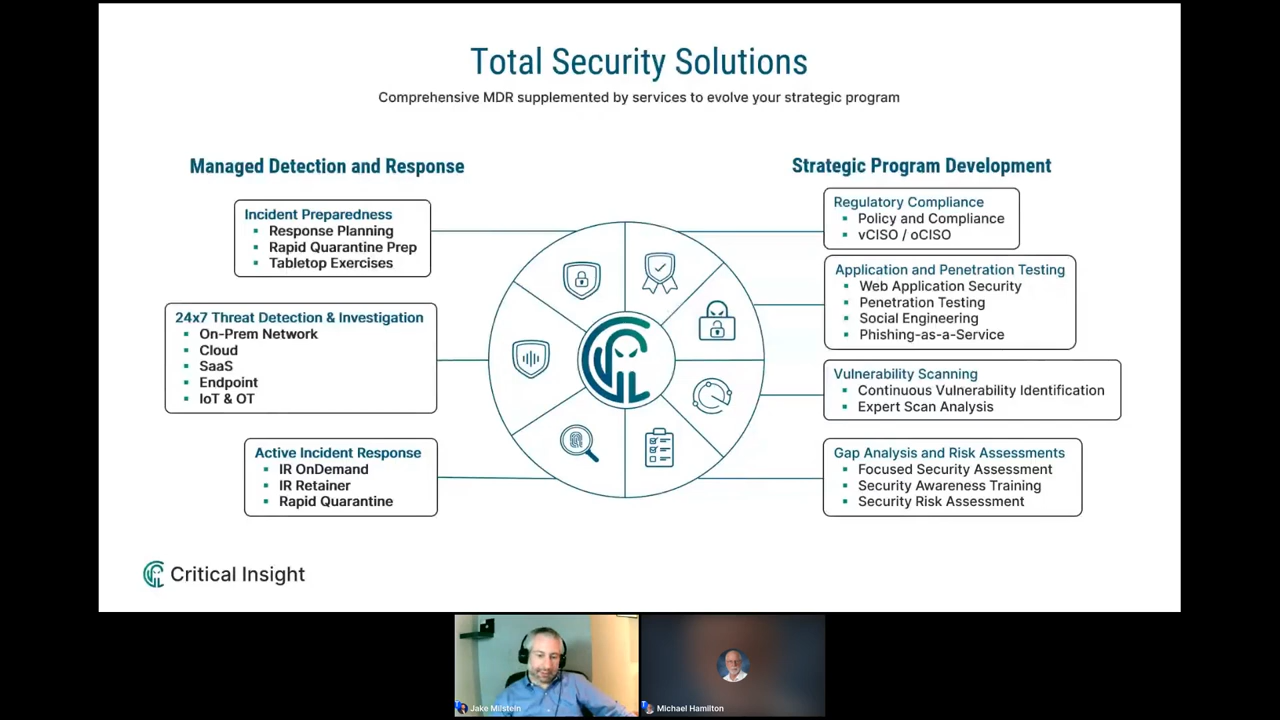 Total Security Solutions
Comprehensive MDR supplemented by services to evolve your strategic program
Managed Detection and Response
Incident Preparedness
Response Planning
Rapid Quarantine Prep
Tabletop Exercises
24x7 Threat Detection & Investigation
On-Prem Network
Cloud
SaaS
Endpoint
IoT & OT
Active Incident Response
IR OnDemand
IR Retainer
Rapid Quarantine
Strategic Program Development
Regulatory Compliance
Policy and Compliance
vCISO / oCISO
Application and Penetration Testing
Web Application Security
Penetration Testing
Social Engineering
Phishing-as-a-Service
Vulnerability Scanning
Continuous Vulnerability Identification
Expert Scan Analysis
Gap Analysis and Risk Assessments
Focused Security Assessment
Security Awareness Training
Security Risk Assessment
Critical Insight
Jake Milstein
Michael Hamilton